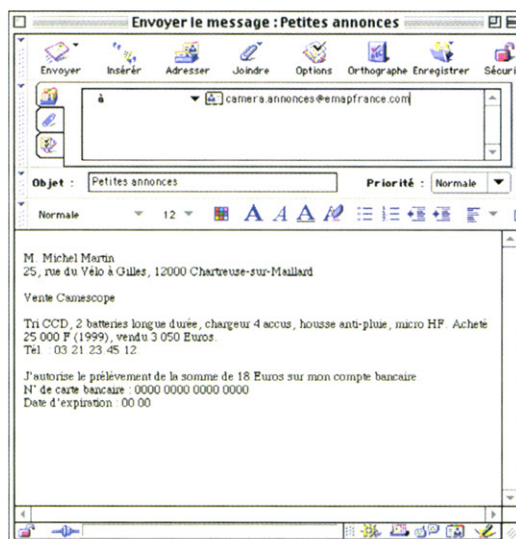 Envoyer le message : Petites annonces
Envoyer Insérér Adresser Joindre Options Orthographe Enregistrer Sécuri
à camera.annonces@emapfrance.com
Objet : Petites annonces Priorité : Normale
Normale 12 A A A
M. Michel Martin
25, rue du Vélo à Gilles, 12000 Chartreuse-sur-Maillard
Vente Camescope
Tri CCD, 2 batteries longue durée, chargeur 4 accus, housse anti-pluie, micro HF. Acheté
25 000 F (1999), vendu 3 050 Euros.
Tél. : 03 21 23 45 12
J'autorise le prélèvement de la somme de 18 Euros sur mon compte bancaire
N° de carte bancaire : 0000 0000 0000 0000
Date d'expiration : 00 00